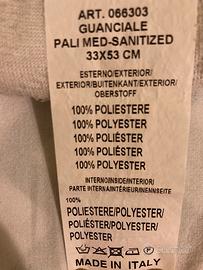 ART. 066303
GUANCIALE
PALI MED-SANITIZED
33X53 CM
ESTERNO/EXTERIOR/
EXTERIOR/BUITENKANT/EXTERIEUR/
OBERSTOFF
100% POLIESTERE
100% POLYESTER
100% POLIÉSTER
100% POLYESTER
100% POLYESTER
INTERNO/INSIDE/INTERIOR/
PARTE INTERNA/INTÉRIEUR/INNENSEITE
100%
POLIESTERE/POLYESTER/
POLIÉSTER/POLYESTER/
POLYESTER
MADE IN ITALY